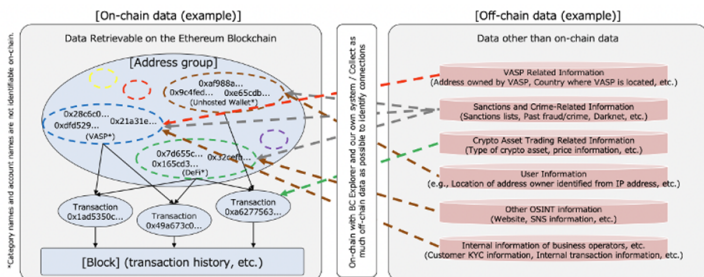 [On-chain data (example)]
[Off-chain data (example)]
*Category names and account names are not identifiable on-chain.
Data Retrievable on the Ethereum Blockchain
[Address group]
0xaf988e...
0x9c4fed...
0xe65cdb...
(Unhosted Wallet*)
0x28c6c0...
0xdfd529...
0x21a31e...
(VASP*)
0x7d655c...
0x165cd3...
0x32cefb...
(DeFi*)
Transaction
0x1ad5350c...
Transaction
0x49a673c0...
Transaction
0xa6277563...
[Block] (transaction history, etc.)
On-chain with BC Explorer and our own system / Collect as
much off-chain data as possible to identify connections
Data other than on-chain data
VASP Related Information
(Address owned by VASP, Country where VASP is located, etc.)
Sanctions and Crime-Related Information
(Sanctions lists, Past fraud/crime, Darknet, etc.)
Crypto Asset Trading Related Information
(Type of crypto asset, price information, etc.)
User Information
(e.g., Location of address owner identified from IP address, etc.)
Other OSINT information
(Website, SNS information, etc.)
Internal information of business operators, etc.
(Customer KYC information, Internal transaction information, etc.)